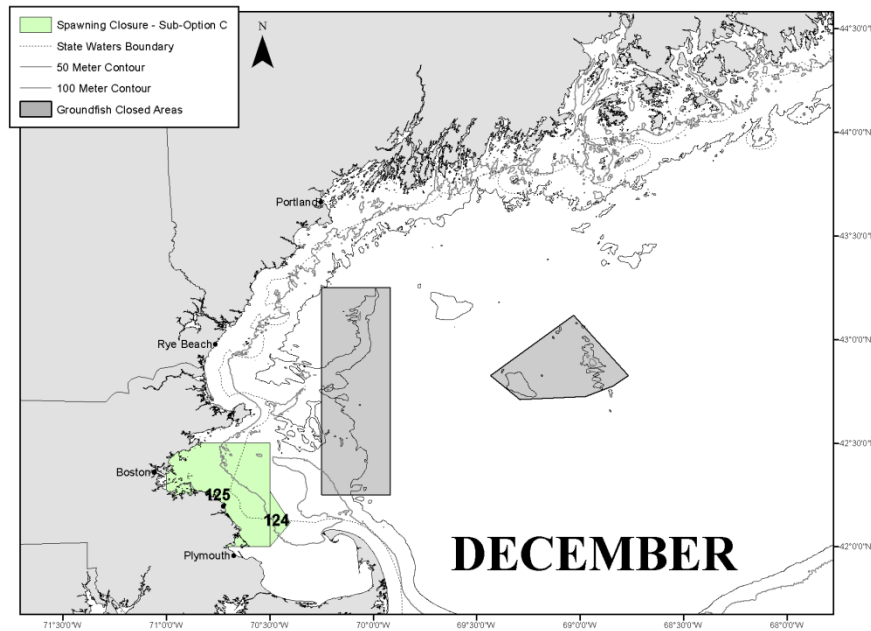 Spawning Closure - Sub-Option C
State Waters Boundary
50 Meter Contour
100 Meter Contour
Groundfish Closed Areas
N
44°30'0"N
44°0'0"N
Portland
43°30'0"N
Rye Beach
43°0'0"N
42°30'0"N
Boston
125
124
42°0'0"N
Plymouth
DECEMBER
71°30'0"W 71°0'0"W 70°30'0"W 70°0'0"W 69°30'0"W 69°0'0"W 68°30'0"W 68°0'0"W